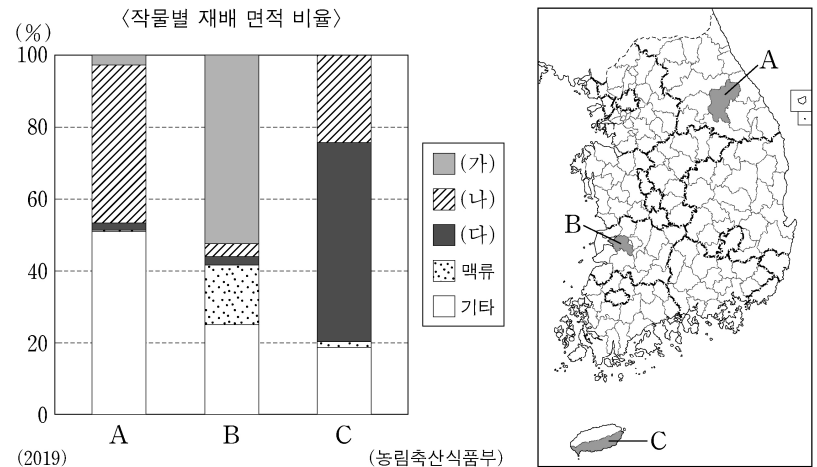 〈작물별 재배 면적 비율〉
(%)
100
80
60
40
20
0
A B C
(가)
(나)
(다)
맥류
기타
(2019) (농림축산식품부)
A
B
C